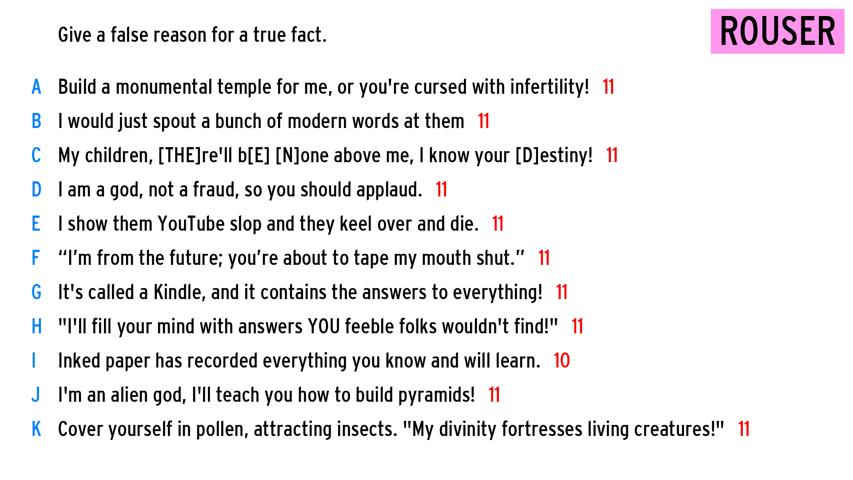 Give a false reason for a true fact.
ROUSER
A Build a monumental temple for me, or you're cursed with infertility! 11
B I would just spout a bunch of modern words at them 11
C My children, [THE]re'll b[E] [N]one above me, I know your [D]estiny! 11
D I am a god, not a fraud, so you should applaud. 11
E I show them YouTube slop and they keel over and die. 11
F “I’m from the future; you’re about to tape my mouth shut.” 11
G It's called a Kindle, and it contains the answers to everything! 11
H "I'll fill your mind with answers YOU feeble folks wouldn't find!" 11
I Inked paper has recorded everything you know and will learn. 10
J I'm an alien god, I'll teach you how to build pyramids! 11
K Cover yourself in pollen, attracting insects. "My divinity fortresses living creatures!" 11